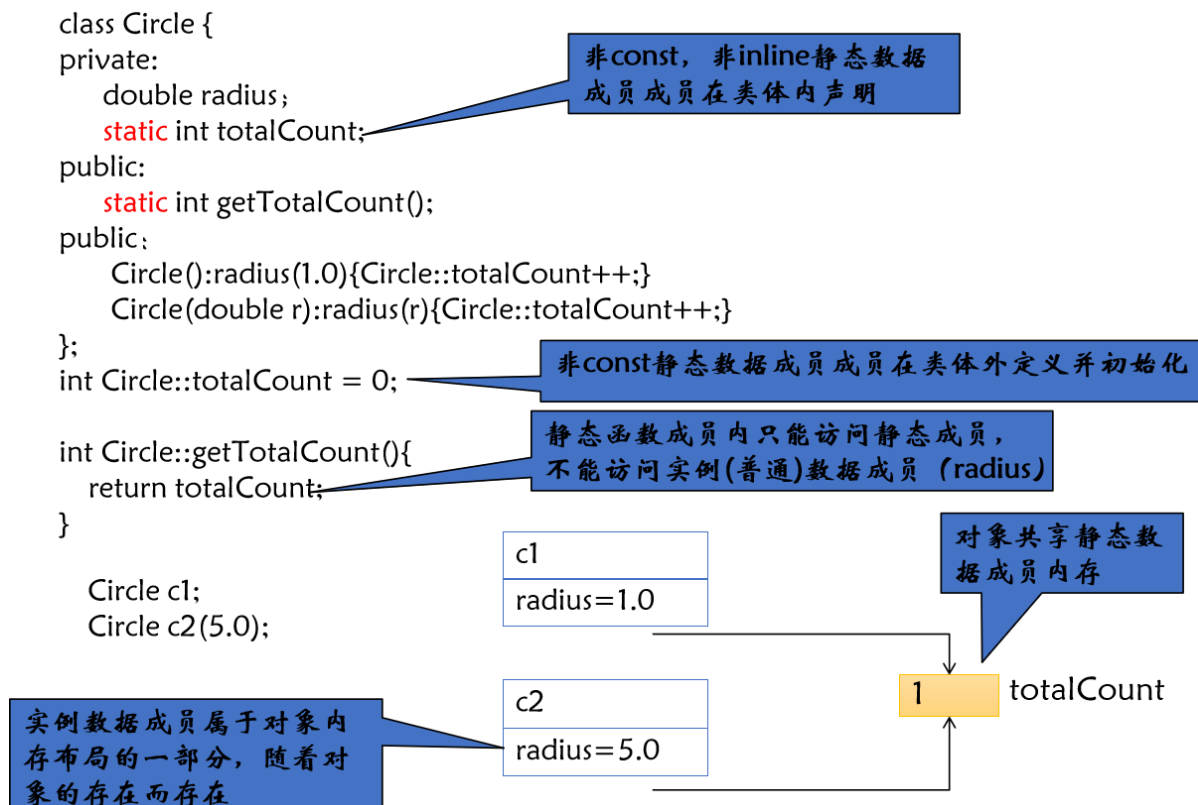 class Circle {
private:
double radius；
static int totalCount;
public:
static int getTotalCount();
public：
Circle():radius(1.0){Circle::totalCount++;}
Circle(double r):radius(r){Circle::totalCount++;}
};
int Circle::totalCount = 0;
int Circle::getTotalCount(){
return totalCount;
}
Circle c1;
Circle c2(5.0);
非const，非inline静态数据
成员成员在类体内声明
非const静态数据成员成员在类体外定义并初始化
静态函数成员内只能访问静态成员，
不能访问实例(普通)数据成员（radius）
c1
radius=1.0
对象共享静态数
据成员内存
1 totalCount
c2
radius=5.0
实例数据成员属于对象内
存布局的一部分，随着对
象的存在而存在